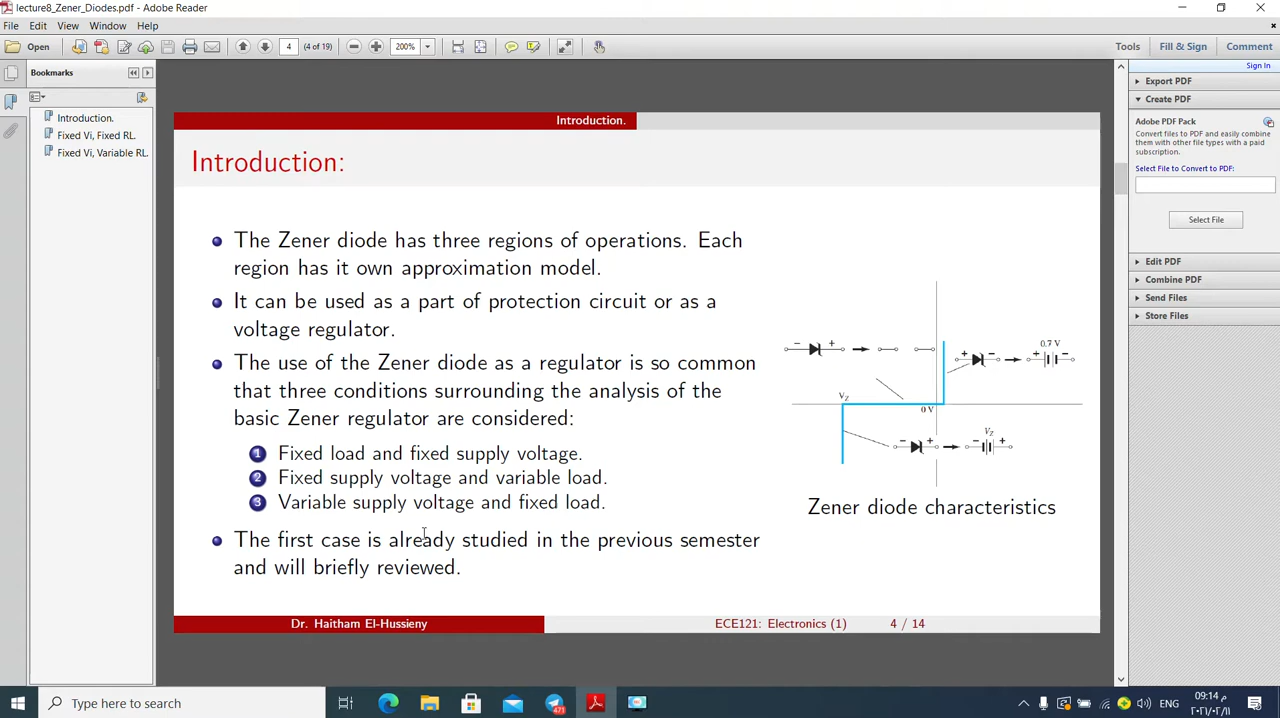 lecture8_Zener_Diodes.pdf - Adobe Reader
File Edit View Window Help
Open 4 (4 of 19) 200% Tools Fill & Sign Comment
Sign In
Bookmarks
Introduction.
Fixed Vi, Fixed RL.
Fixed Vi, Variable RL.
Introduction.
Introduction:
The Zener diode has three regions of operations. Each
region has it own approximation model.
It can be used as a part of protection circuit or as a
voltage regulator.
The use of the Zener diode as a regulator is so common
that three conditions surrounding the analysis of the
basic Zener regulator are considered:
1 Fixed load and fixed supply voltage.
2 Fixed supply voltage and variable load.
3 Variable supply voltage and fixed load.
The first case is already studied in the previous semester
and will briefly reviewed.
− +
+ − + 0.7 V −
VZ
0 V
− + − VZ +
Zener diode characteristics
Dr. Haitham El-Hussieny ECE121: Electronics (1) 4 / 14
Export PDF
Create PDF
Adobe PDF Pack
Convert files to PDF and easily combine
them with other file types with a paid
subscription.
Select File to Convert to PDF:
Select File
Edit PDF
Combine PDF
Send Files
Store Files
Type here to search
471
ENG
09:14 م